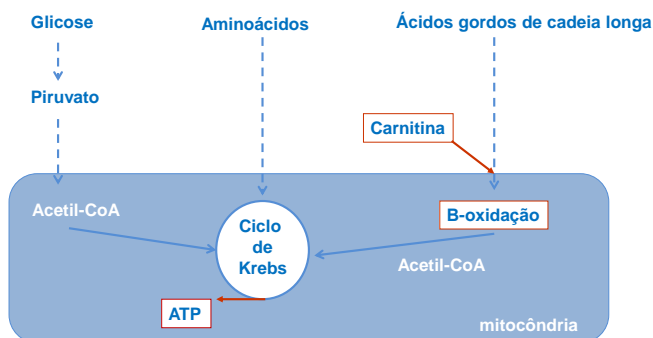 Glicose
Aminoácidos
Ácidos gordos de cadeia longa
Piruvato
Carnitina
Acetil-CoA
Ciclo
de
Krebs
B-oxidação
Acetil-CoA
ATP
mitocôndria